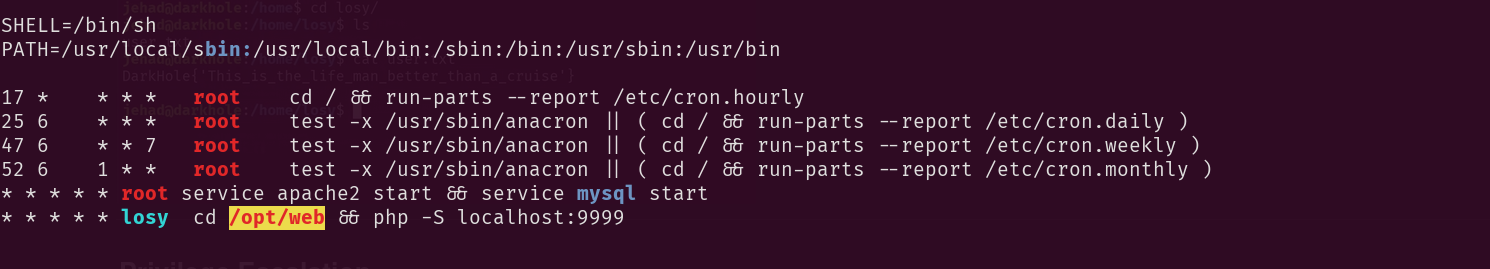 jehad@darkhole:/home$ cd losy/
SHELL=/bin/sh
jehad@darkhole:/home/losy$ ls
PATH=/usr/local/sbin:/usr/local/bin:/sbin:/bin:/usr/sbin:/usr/bin
cat user.txt
DarkHole{'This_is_the_life_man_better_than_a_cruise'}
17 *    * * *   root    cd / && run-parts --report /etc/cron.hourly
jehad@darkhole:/home/losy$
25 6    * * *   root    test -x /usr/sbin/anacron || ( cd / && run-parts --report /etc/cron.daily )
47 6    * * 7   root    test -x /usr/sbin/anacron || ( cd / && run-parts --report /etc/cron.weekly )
52 6    1 * *   root    test -x /usr/sbin/anacron || ( cd / && run-parts --report /etc/cron.monthly )
* * * * * root service apache2 start && service mysql start
* * * * * losy  cd /opt/web && php -S localhost:9999
Privilege Escalation